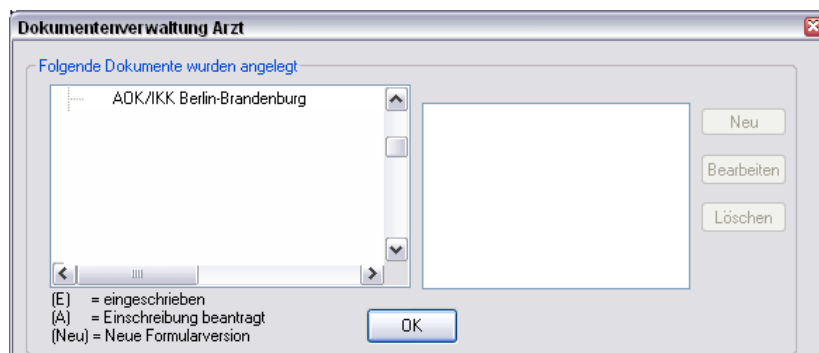 Dokumentenverwaltung Arzt
Folgende Dokumente wurden angelegt
AOK/IKK Berlin-Brandenburg
Neu
Bearbeiten
Löschen
(E) = eingeschrieben
(A) = Einschreibung beantragt
(Neu) = Neue Formularversion
OK